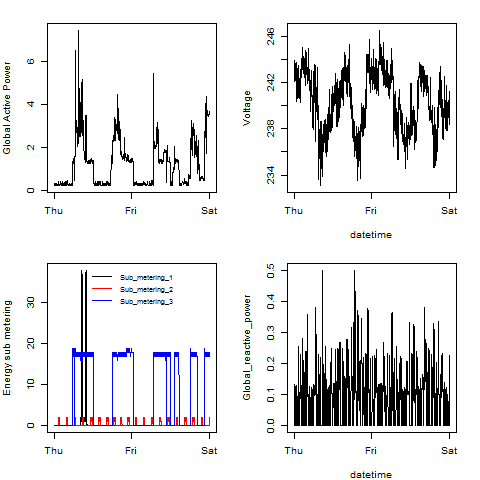 Global Active Power
6
4
2
0
Thu
Fri
Sat
Voltage
246
242
238
234
Thu
Fri
Sat
datetime
Energy sub metering
30
20
10
0
Sub_metering_1
Sub_metering_2
Sub_metering_3
Thu
Fri
Sat
Global_reactive_power
0.5
0.4
0.3
0.2
0.1
0.0
Thu
Fri
Sat
datetime